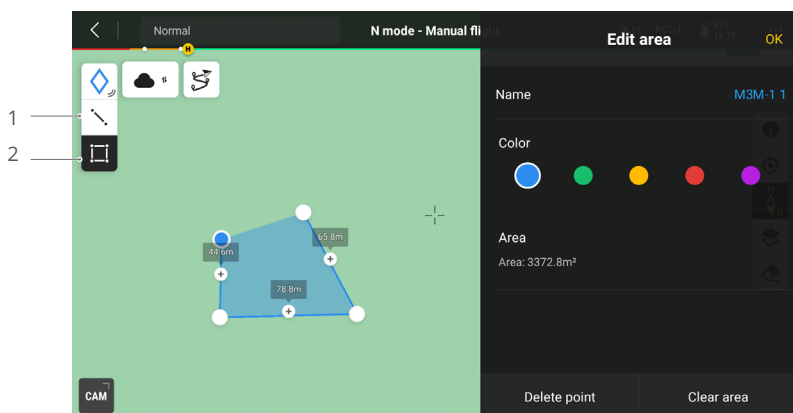 Normal
N mode - Manual fli
Edit area
OK
H
Name
M3M-1 1
1
Color
2
65.8m
Area
44.6m
Area: 3372.8m²
78.8m
CAM
Delete point
Clear area